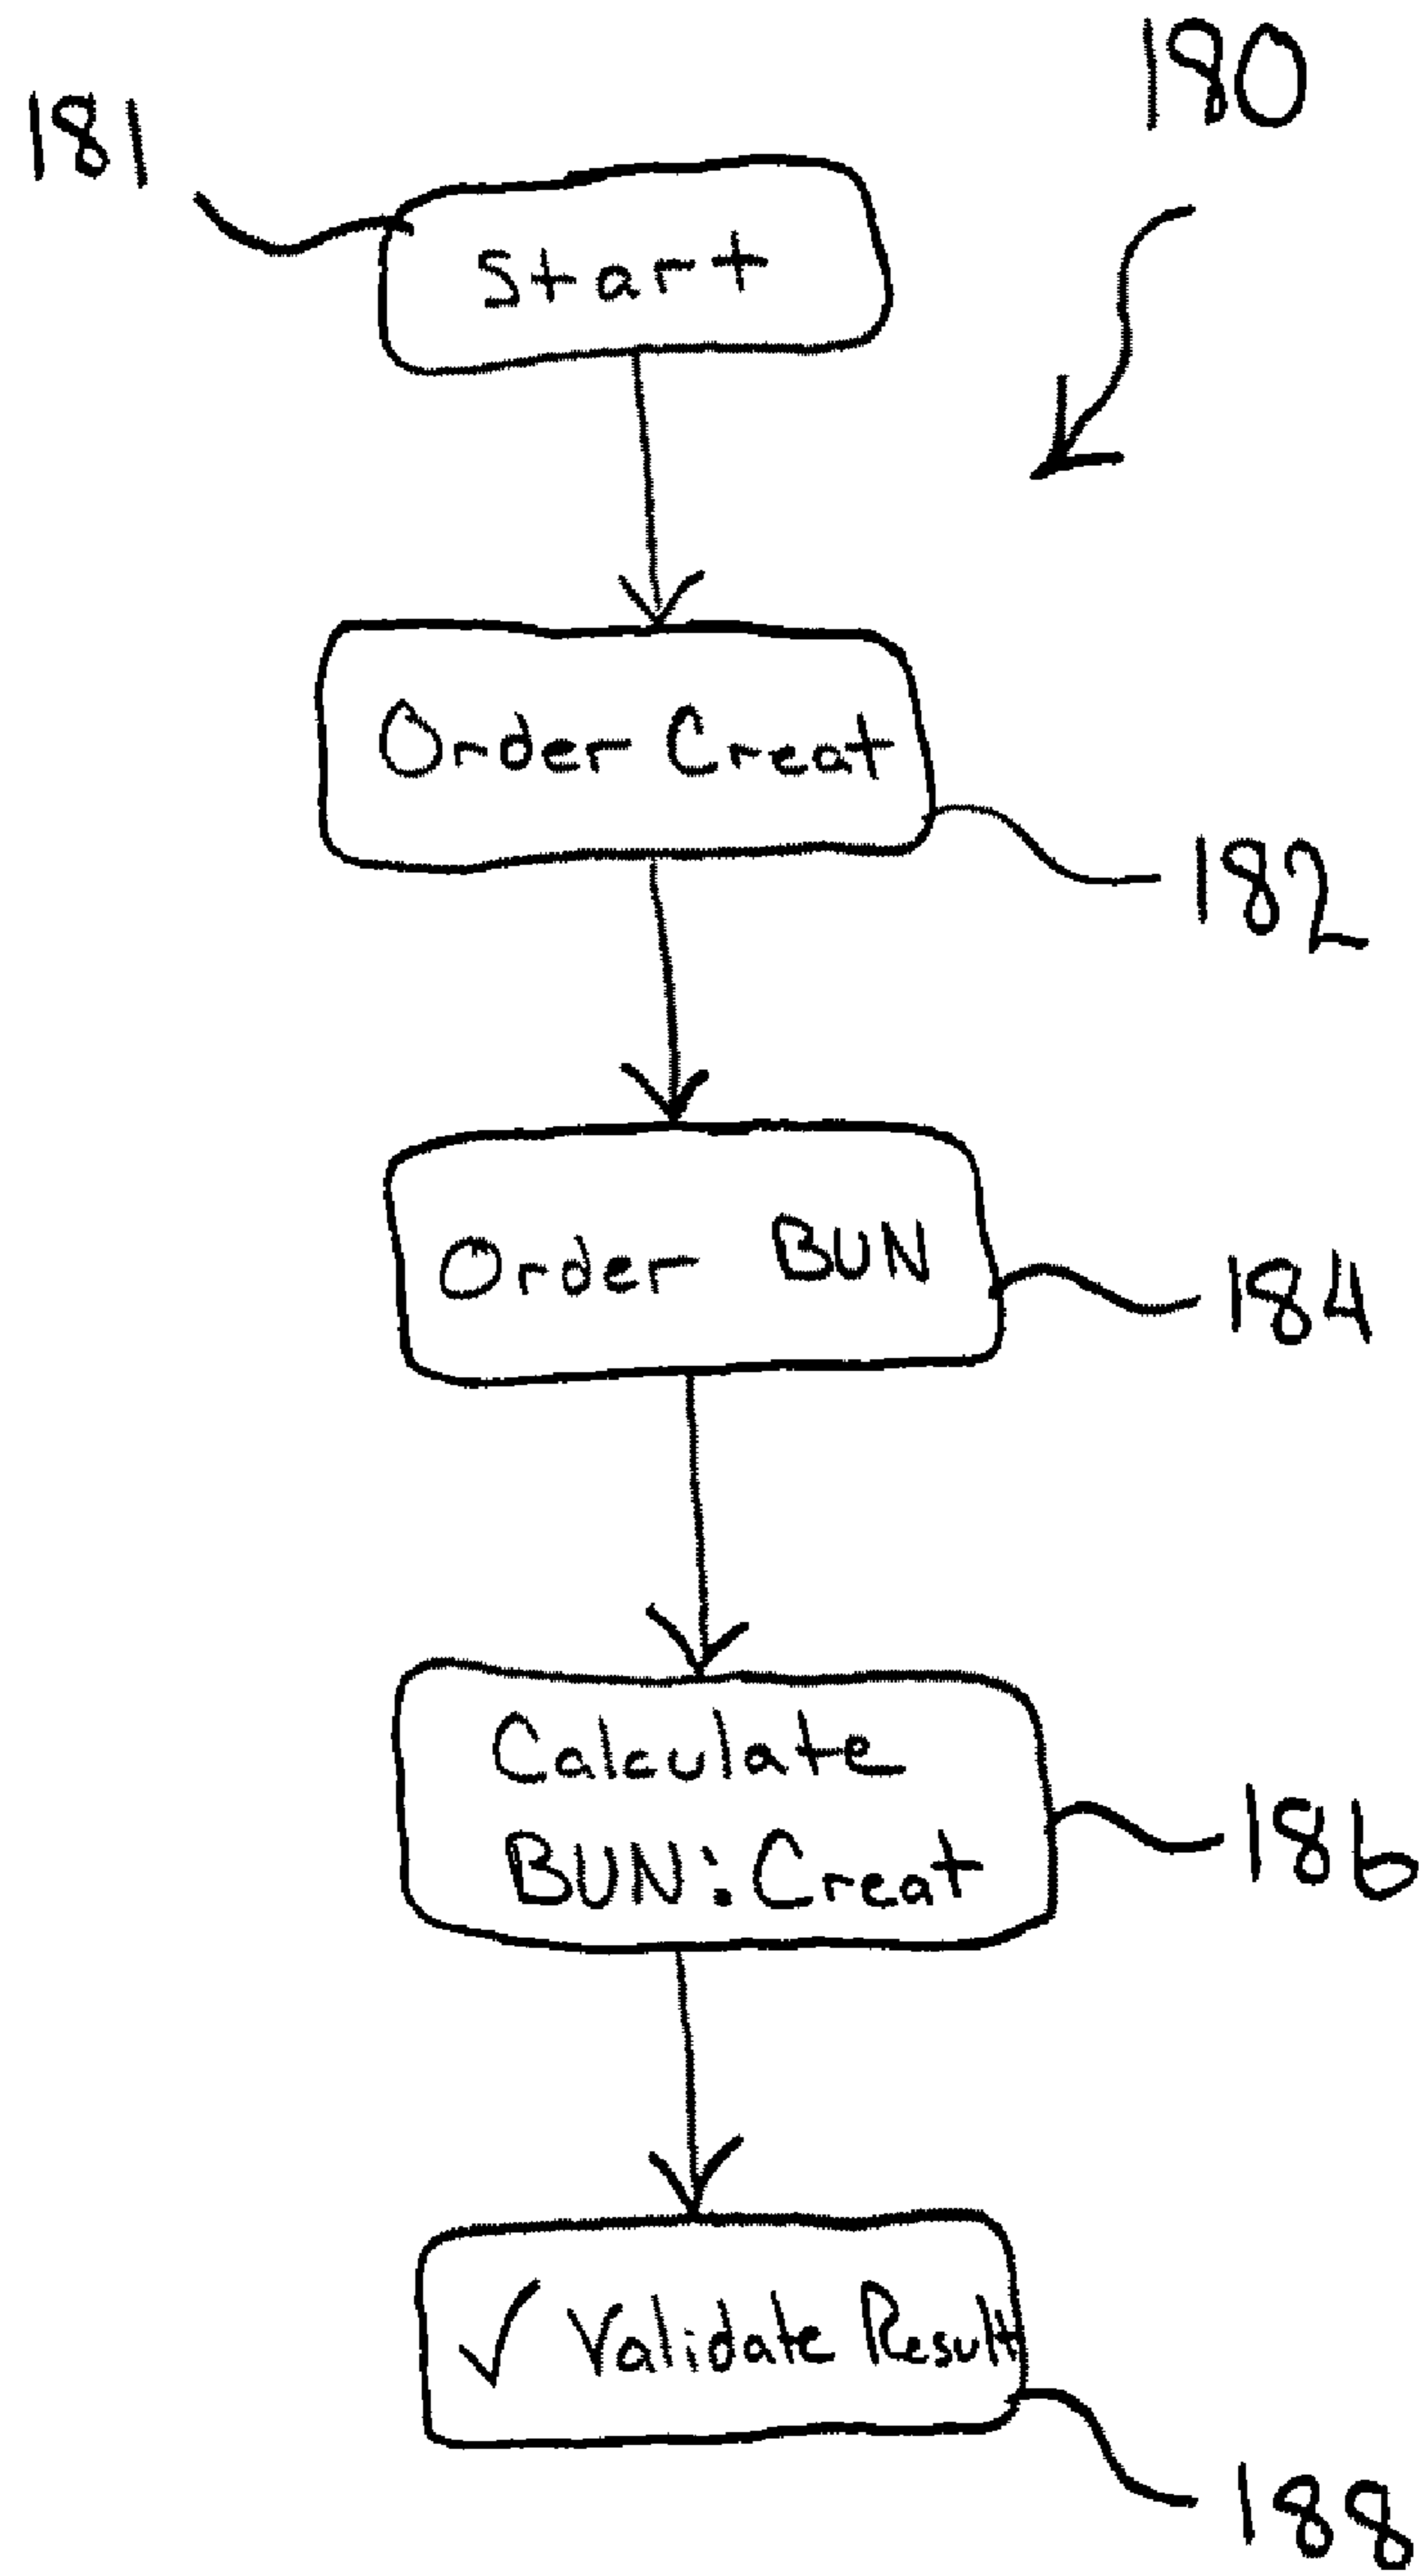 180
181
Start
Order Creat
182
Order BUN
184
Calculate
BUN:Creat
186
✓ Validate Result
188